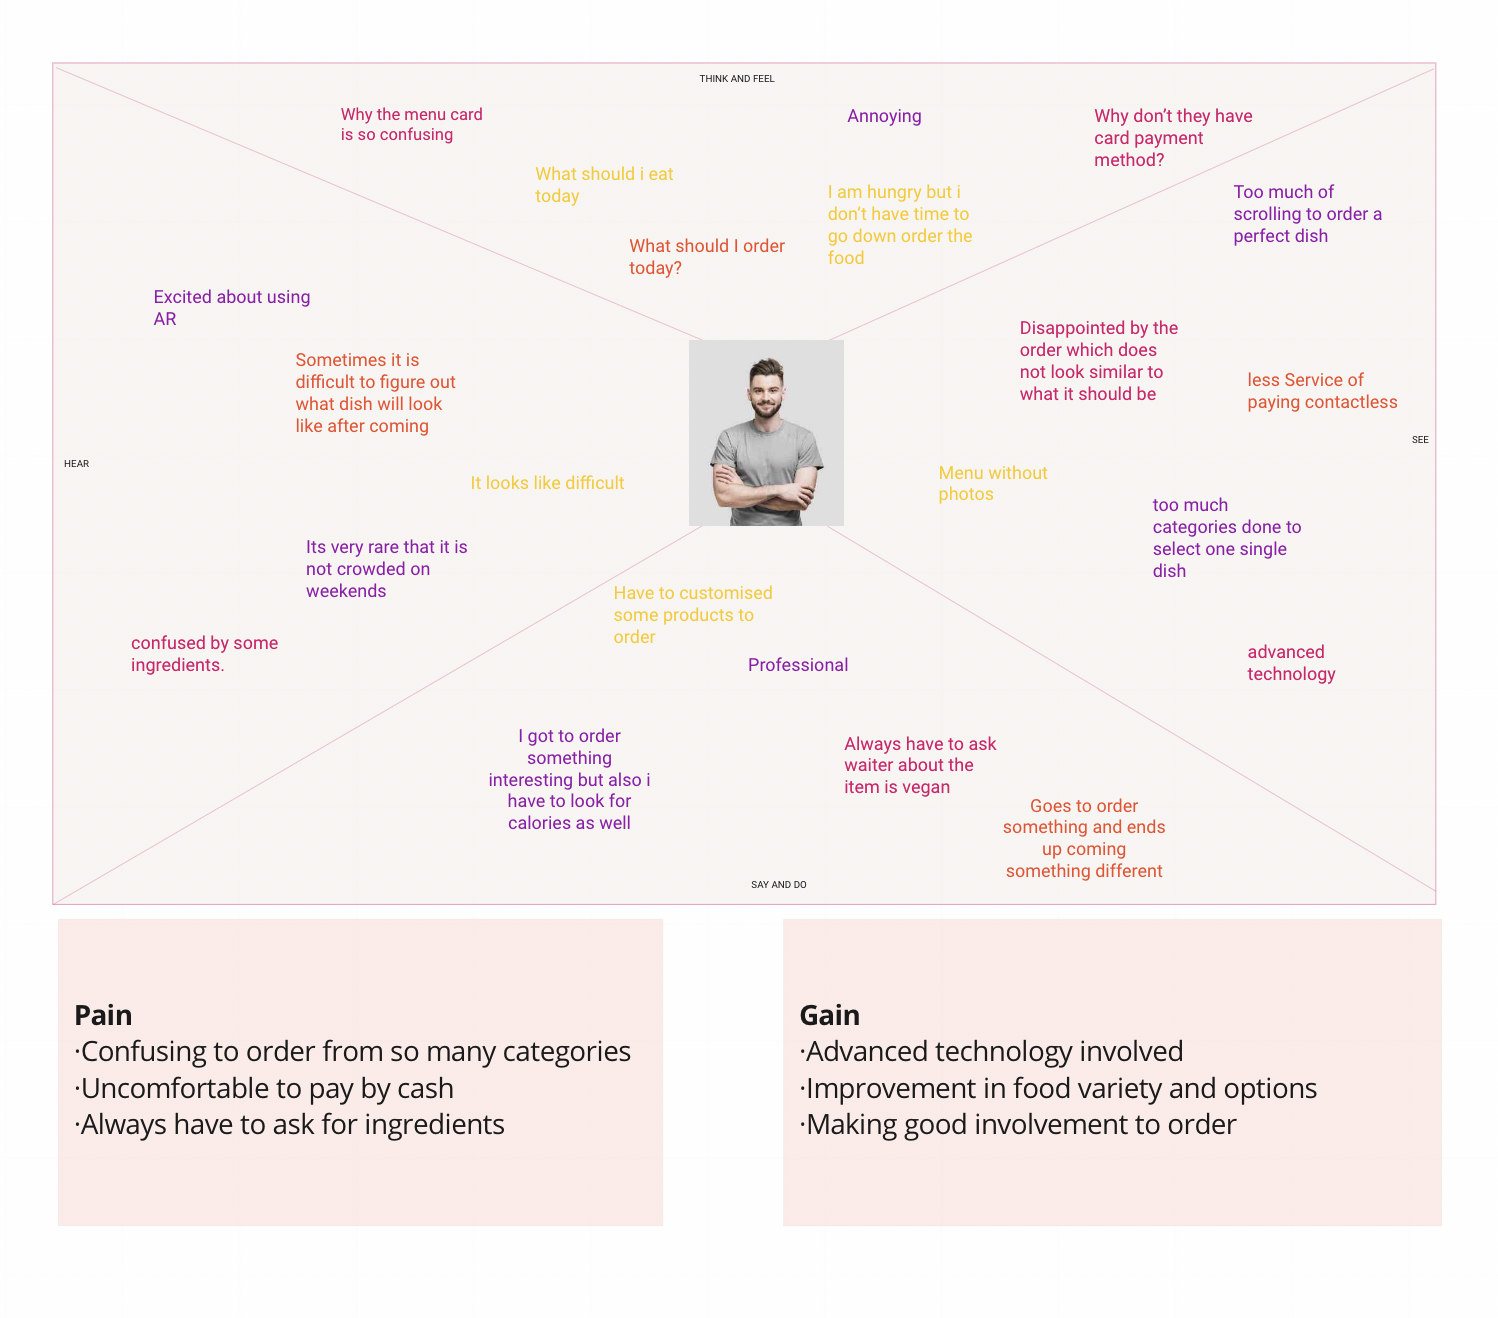 THINK AND FEEL
Why the menu card
is so confusing
Annoying
Why don’t they have
card payment
method?
What should i eat
today
I am hungry but i
don’t have time to
go down order the
food
Too much of
scrolling to order a
perfect dish
What should I order
today?
Excited about using
AR
Sometimes it is
difficult to figure out
what dish will look
like after coming
Disappointed by the
order which does
not look similar to
what it should be
less Service of
paying contactless
SEE
HEAR
It looks like difficult
Menu without
photos
too much
categories done to
select one single
dish
Its very rare that it is
not crowded on
weekends
Have to customised
some products to
order
confused by some
ingredients.
Professional
advanced
technology
I got to order
something
interesting but also i
have to look for
calories as well
Always have to ask
waiter about the
item is vegan
Goes to order
something and ends
up coming
something different
SAY AND DO
Pain
·Confusing to order from so many categories
·Uncomfortable to pay by cash
·Always have to ask for ingredients
Gain
·Advanced technology involved
·Improvement in food variety and options
·Making good involvement to order